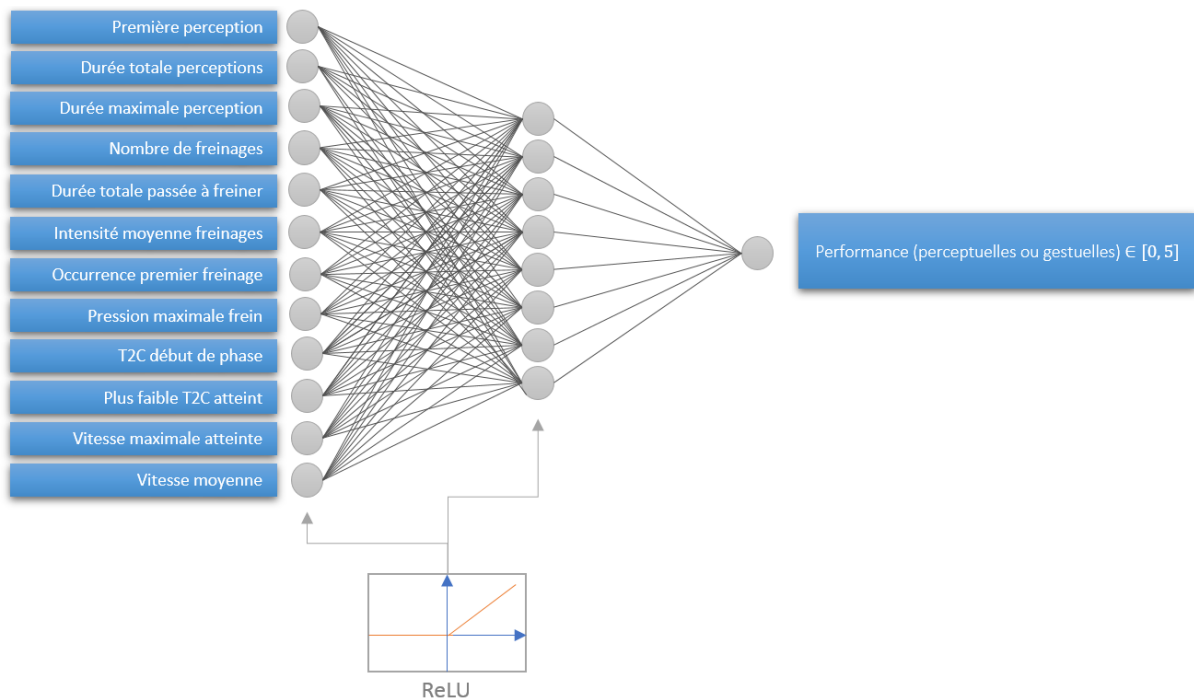 Première perception
Durée totale perceptions
Durée maximale perception
Nombre de freinages
Durée totale passée à freiner
Intensité moyenne freinages
Occurrence premier freinage
Pression maximale frein
T2C début de phase
Plus faible T2C atteint
Vitesse maximale atteinte
Vitesse moyenne
Performance (perceptuelles ou gestuelles) ∈ [0, 5]
ReLU